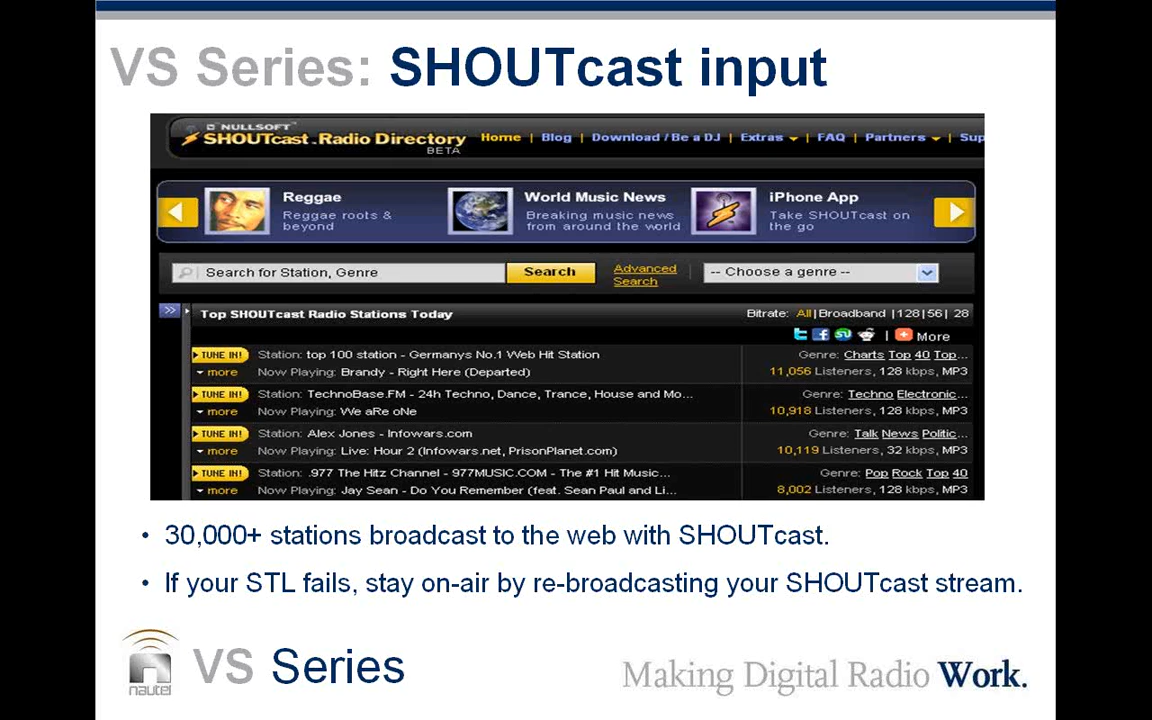 VS Series: SHOUTcast input
NULLSOFT™
SHOUTcast™ Radio Directory
BETA
Home | Blog | Download / Be a DJ | Extras | FAQ | Partners | Sup
Reggae
Reggae roots &
beyond
World Music News
Breaking music news
from around the world
iPhone App
Take SHOUTcast on
the go
Search for Station, Genre
Search
Advanced
Search
-- Choose a genre --
Top SHOUTcast Radio Stations Today
Bitrate: All|Broadband |128|56| 28
| More
TUNE IN! Station: top 100 station - Germanys No.1 Web Hit Station Genre: Charts Top 40 Top...
more Now Playing: Brandy - Right Here (Departed) 11,056 Listeners, 128 kbps, MP3
TUNE IN! Station: TechnoBase.FM - 24h Techno, Dance, Trance, House and Mo... Genre: Techno Electronic...
more Now Playing: We aRe oNe 10,918 Listeners, 128 kbps, MP3
TUNE IN! Station: Alex Jones - Infowars.com Genre: Talk News Politic...
more Now Playing: Live: Hour 2 (Infowars.net, PrisonPlanet.com) 10,119 Listeners, 32 kbps, MP3
TUNE IN! Station: .977 The Hitz Channel - 977MUSIC.COM - The #1 Hit Music... Genre: Pop Rock Top 40
more Now Playing: Jay Sean - Do You Remember (feat. Sean Paul and Li... 8,002 Listeners, 128 kbps, MP3
• 30,000+ stations broadcast to the web with SHOUTcast.
• If your STL fails, stay on-air by re-broadcasting your SHOUTcast stream.
nautel
VS Series
Making Digital Radio Work.